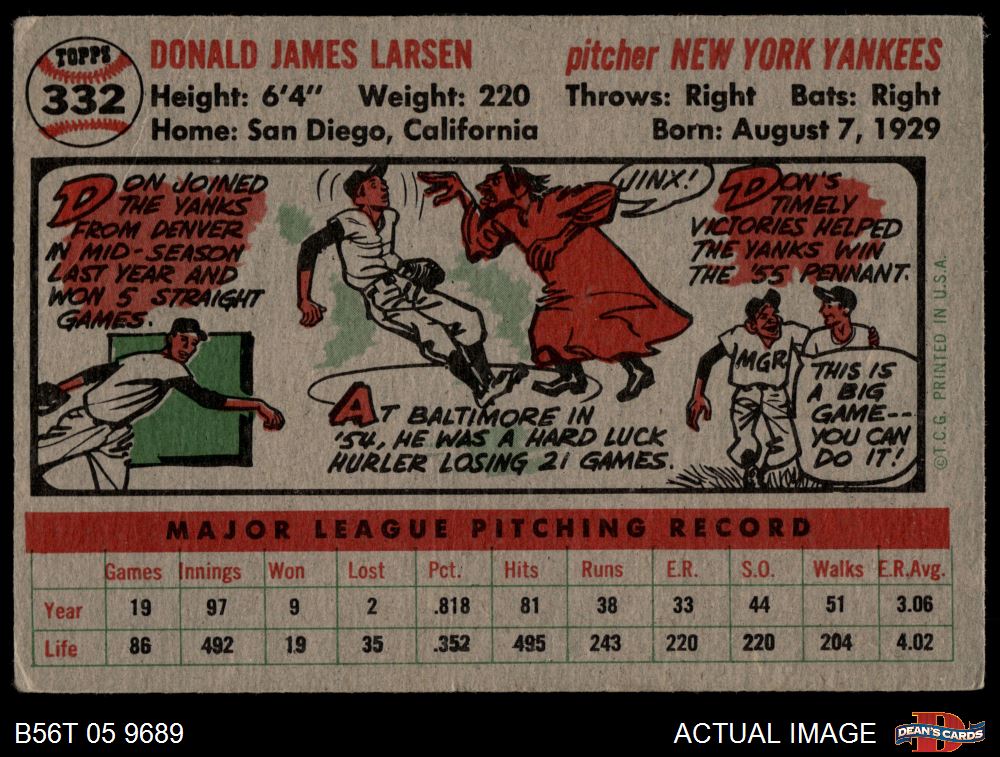 TOPPS
332
DONALD JAMES LARSEN
pitcher NEW YORK YANKEES
Height: 6'4" Weight: 220 Throws: Right Bats: Right
Home: San Diego, California Born: August 7, 1929
DON JOINED
THE YANKS
FROM DENVER
IN MID-SEASON
LAST YEAR AND
WON 5 STRAIGHT
GAMES.
JINX!
AT BALTIMORE IN
'54, HE WAS A HARD LUCK
HURLER LOSING 21 GAMES.
DON'S
TIMELY
VICTORIES HELPED
THE YANKS WIN
THE '55 PENNANT.
MGR
THIS IS
A BIG
GAME--
YOU CAN
DO IT!
©T.C.G. PRINTED IN U.S.A.
MAJOR LEAGUE PITCHING RECORD
Games Innings Won Lost Pct. Hits Runs E.R. S.O. Walks E.R.Avg.
Year 19 97 9 2 .818 81 38 33 44 51 3.06
Life 86 492 19 35 .352 495 243 220 220 204 4.02
B56T 05 9689
ACTUAL IMAGE
D
DEAN'S CARDS